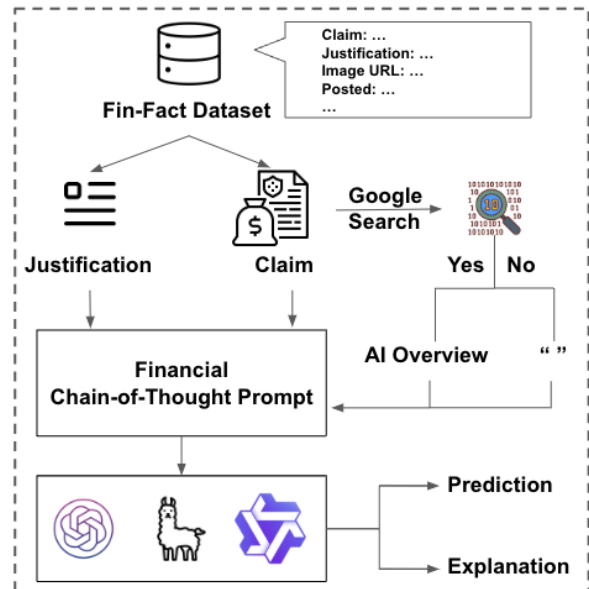 Claim: ...
Justification: ...
Image URL: ...
Posted: ...
...
Fin-Fact Dataset
Google
Search
Justification
Claim
Yes
No
AI Overview
“ ”
Financial
Chain-of-Thought Prompt
Prediction
Explanation